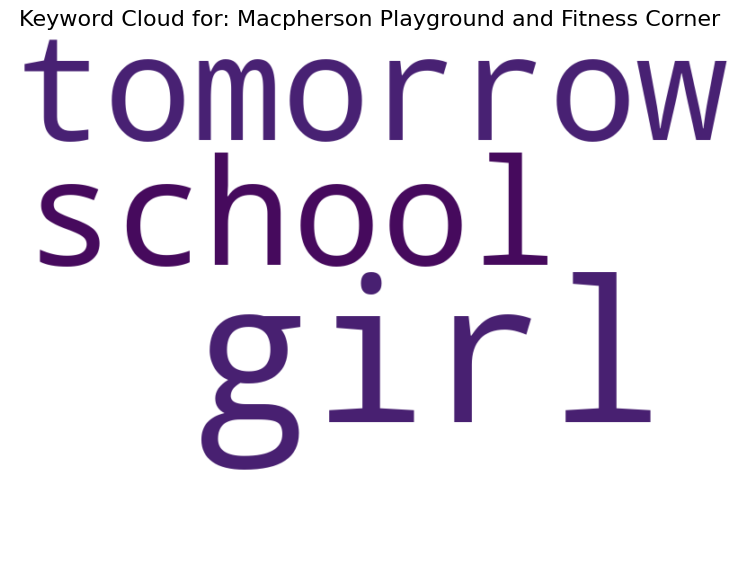 Keyword Cloud for: Macpherson Playground and Fitness Corner
tomorrow
school
girl